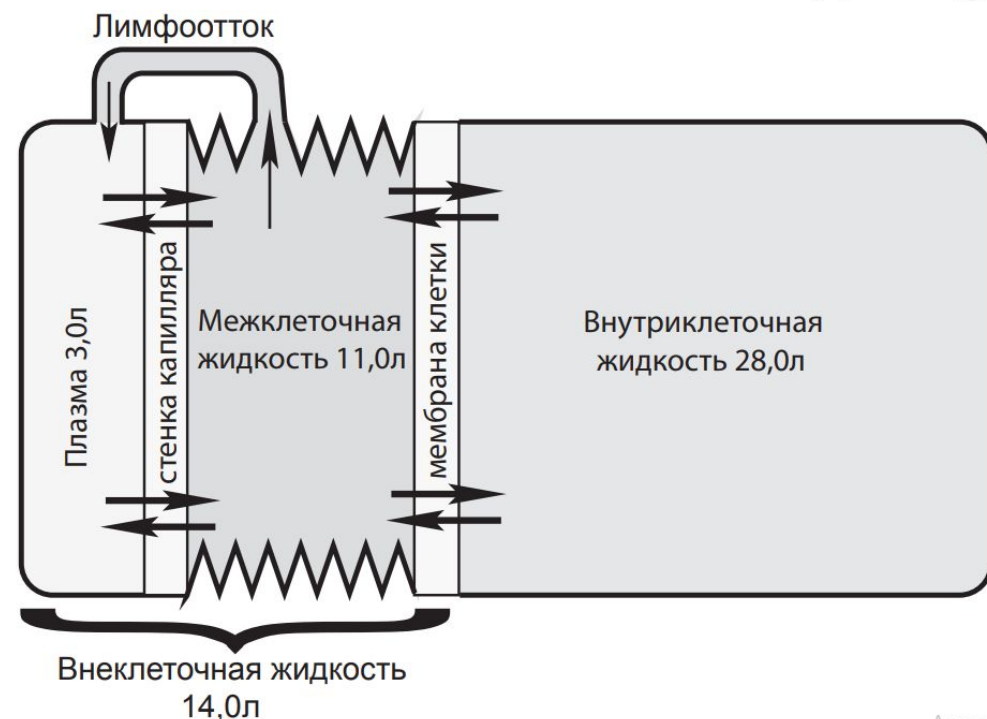 Лимфоотток
Плазма 3,0л
стенка капилляра
Межклеточная
жидкость 11,0л
мембрана клетки
Внутриклеточная
жидкость 28,0л
Внеклеточная жидкость
14,0л